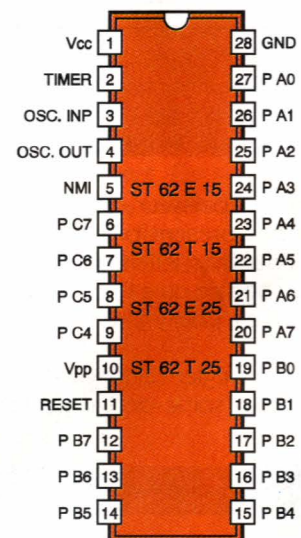 Vcc 1 28 GND
TIMER 2 27 P A0
OSC. INP 3 26 P A1
OSC. OUT 4 25 P A2
NMI 5 ST 62 E 15 24 P A3
P C7 6 23 P A4
ST 62 T 15
P C6 7 22 P A5
P C5 8 21 P A6
ST 62 E 25
P C4 9 20 P A7
Vpp 10 ST 62 T 25 19 P B0
RESET 11 18 P B1
P B7 12 17 P B2
P B6 13 16 P B3
P B5 14 15 P B4